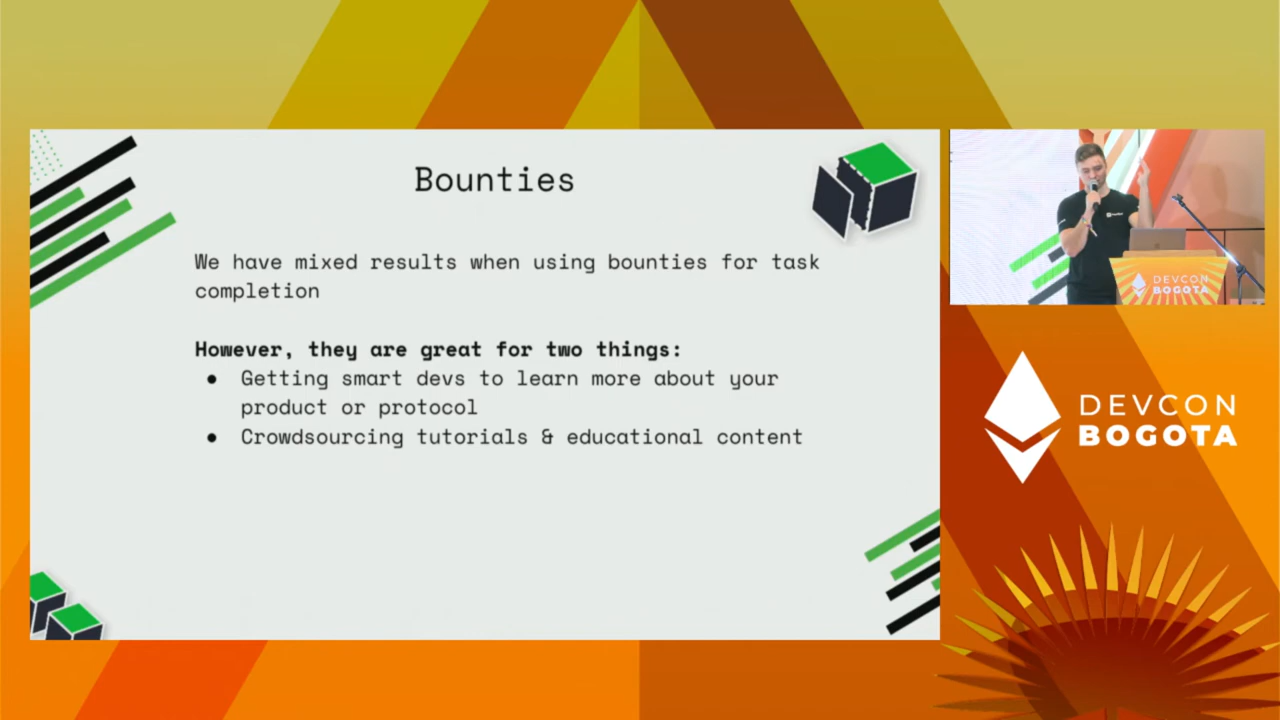 Bounties
We have mixed results when using bounties for task
completion
However, they are great for two things:
● Getting smart devs to learn more about your
product or protocol
● Crowdsourcing tutorials & educational content
DEVCON
BOGOTA
DEVCON
BOGOTA